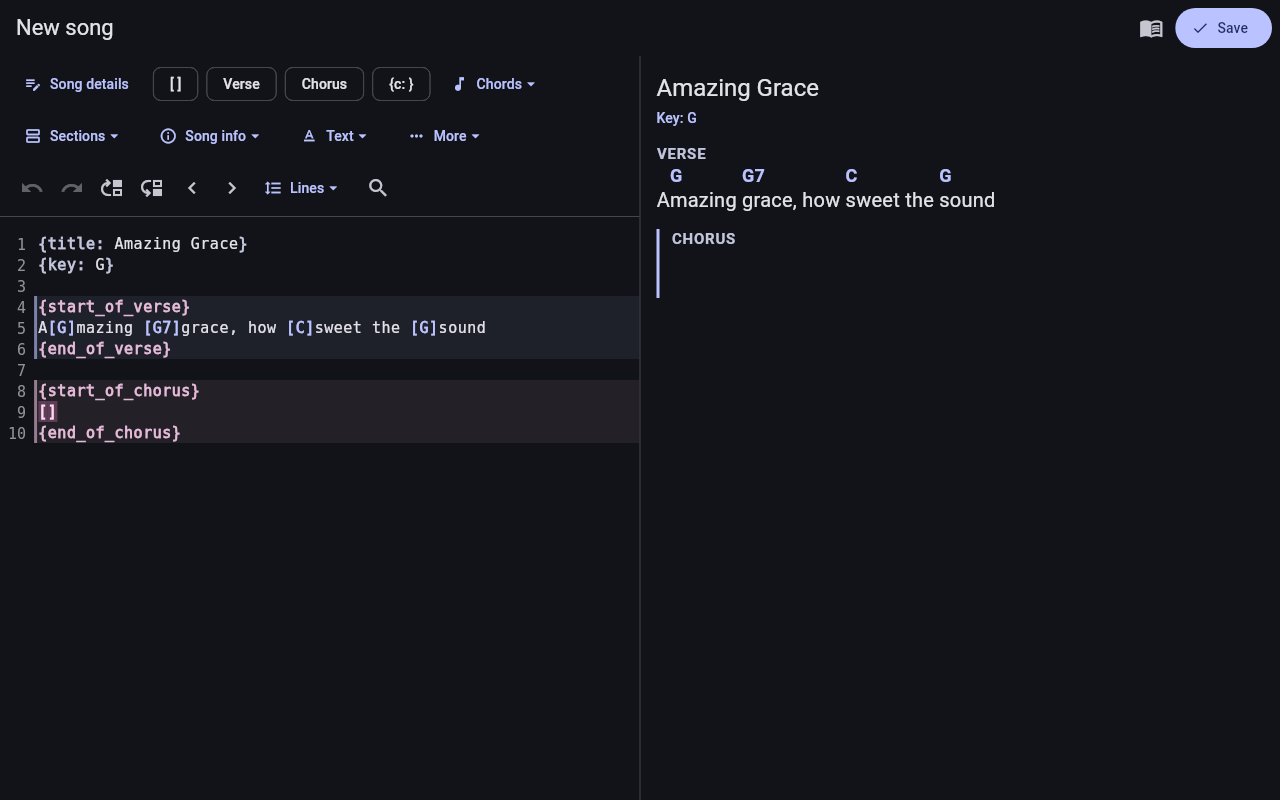 New song
Save
Song details
[ ]
Verse
Chorus
{c: }
Chords
Sections
Song info
Text
More
Lines
1 {title: Amazing Grace}
2 {key: G}
3
4 {start_of_verse}
5 A[G]mazing [G7]grace, how [C]sweet the [G]sound
6 {end_of_verse}
7
8 {start_of_chorus}
9 []
10 {end_of_chorus}
Amazing Grace
Key: G
VERSE
G G7 C G
Amazing grace, how sweet the sound
CHORUS